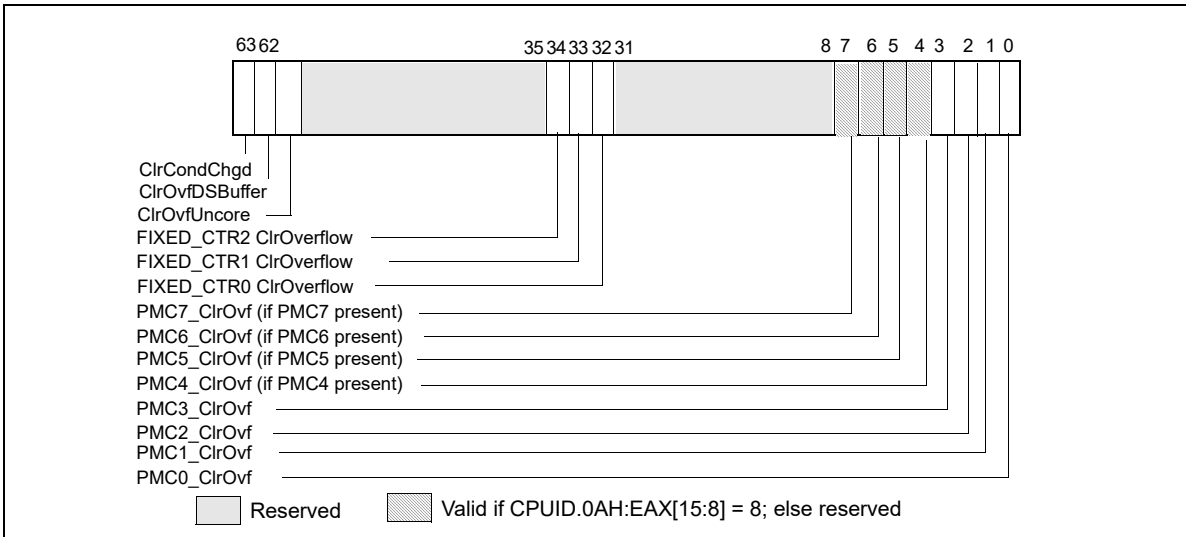 63 62 35 34 33 32 31 8 7 6 5 4 3 2 1 0
ClrCondChgd
ClrOvfDSBuffer
ClrOvfUncore
FIXED_CTR2 ClrOverflow
FIXED_CTR1 ClrOverflow
FIXED_CTR0 ClrOverflow
PMC7_ClrOvf (if PMC7 present)
PMC6_ClrOvf (if PMC6 present)
PMC5_ClrOvf (if PMC5 present)
PMC4_ClrOvf (if PMC4 present)
PMC3_ClrOvf
PMC2_ClrOvf
PMC1_ClrOvf
PMC0_ClrOvf
Reserved Valid if CPUID.0AH:EAX[15:8] = 8; else reserved